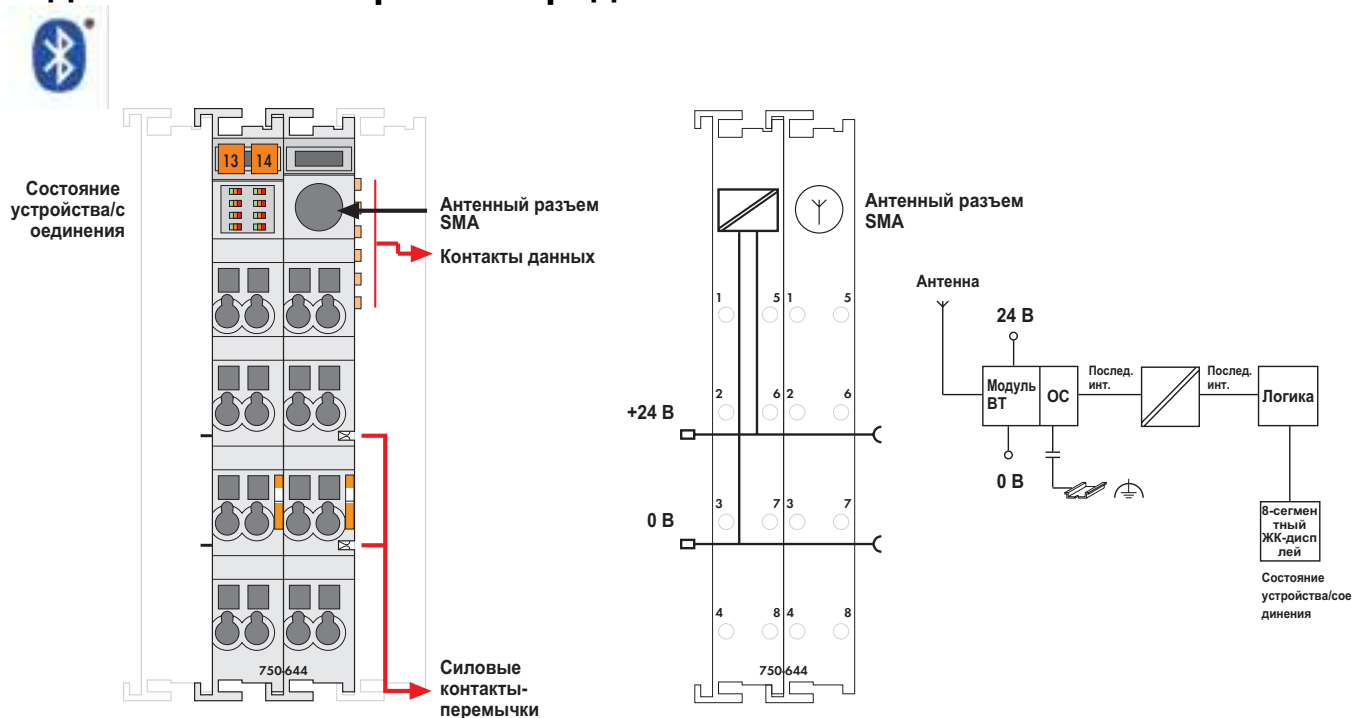 13 14
Состояние
устройства/с
оединения
Антенный разъем
SMA
Контакты данных
Силовые
контакты-
перемычки
750-644
Антенный разъем
SMA
1 5 1 5
2 6 2 6
+24 В
3 7 3 7
0 В
4 8 4 8
750-644
Антенна
24 В
Модуль
BT
ОС
Послед.
инт.
Послед.
инт.
Логика
0 В
8-сегмен
тный
ЖК-дисп
лей
Состояние
устройства/сое
динения